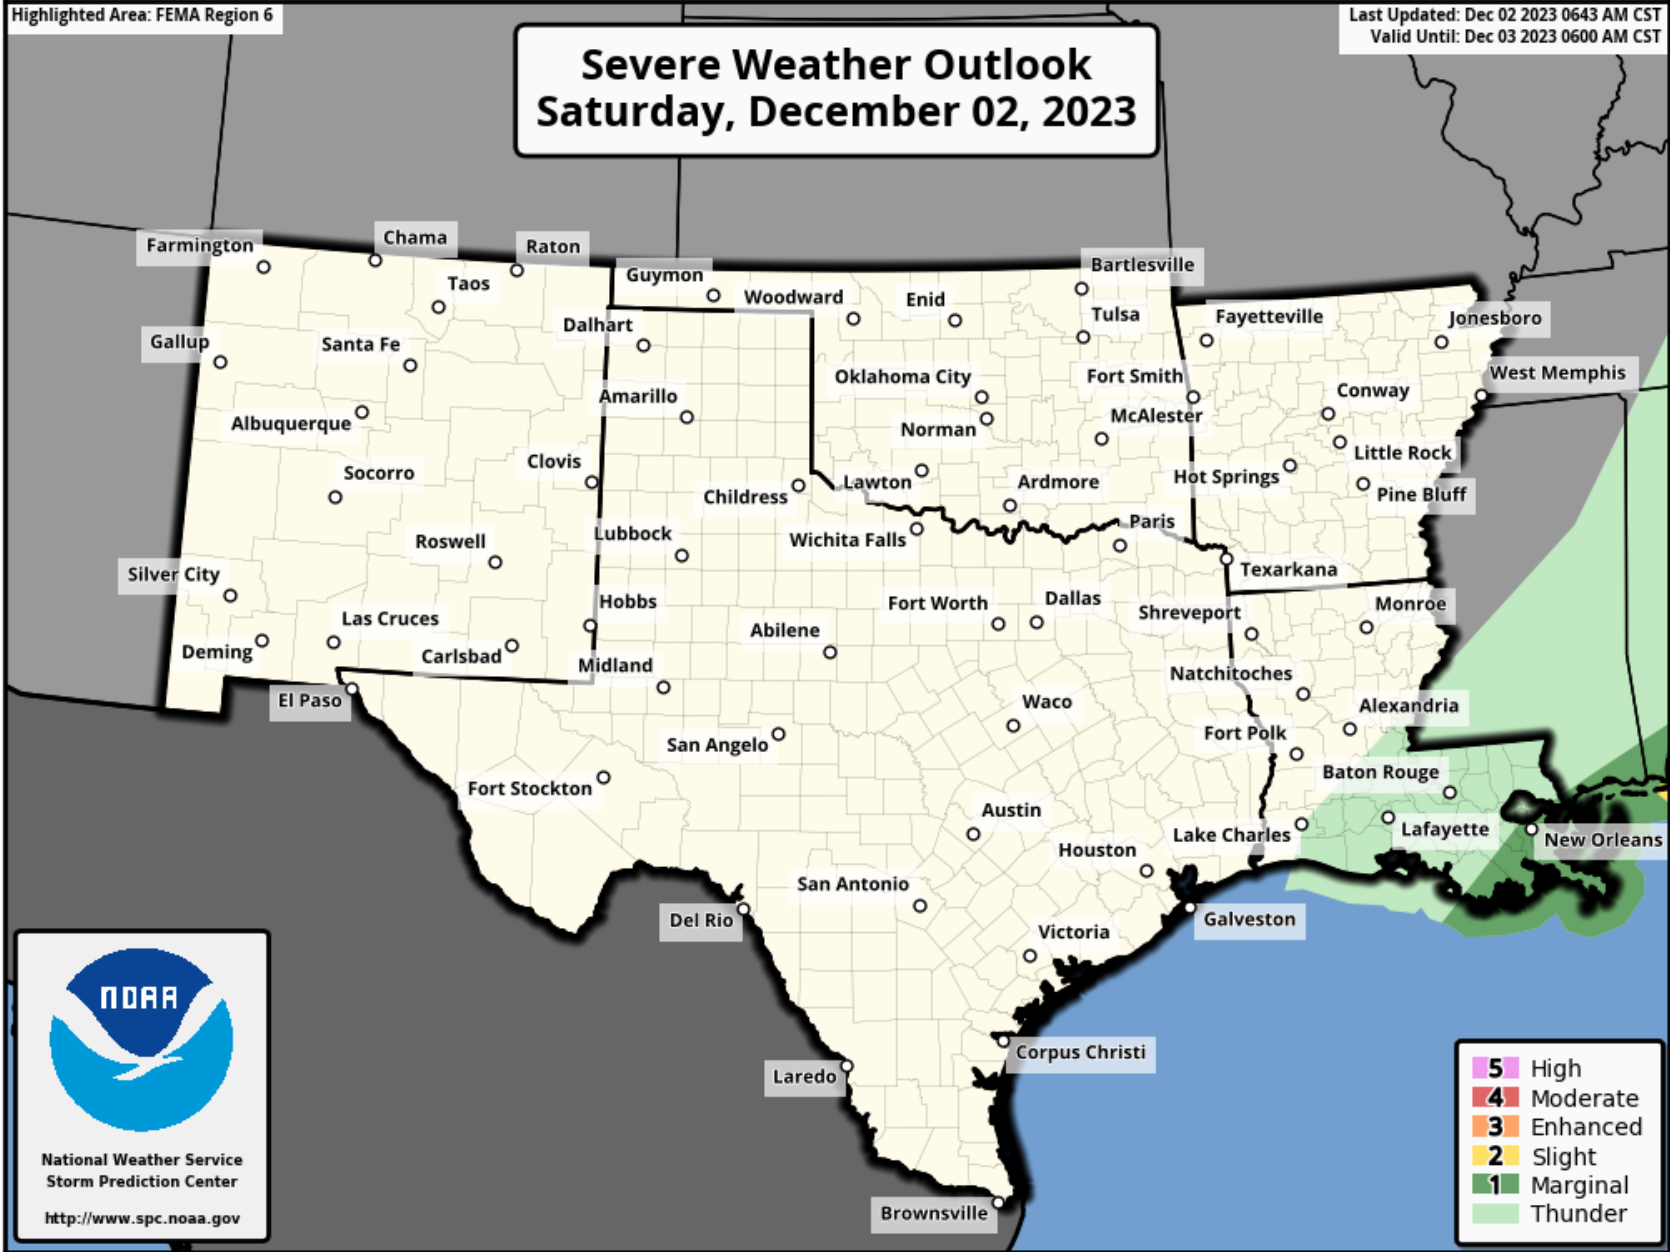 Highlighted Area: FEMA Region 6
Last Updated: Dec 02 2023 0643 AM CST
Valid Until: Dec 03 2023 0600 AM CST
Severe Weather Outlook
Saturday, December 02, 2023
Farmington
Chama
Raton
Taos
Guymon
Woodward
Enid
Bartlesville
Tulsa
Fayetteville
Jonesboro
Gallup
Santa Fe
Dalhart
Oklahoma City
Fort Smith
West Memphis
Albuquerque
Amarillo
Norman
McAlester
Conway
Socorro
Clovis
Childress
Lawton
Ardmore
Hot Springs
Little Rock
Pine Bluff
Roswell
Lubbock
Wichita Falls
Paris
Silver City
Texarkana
Las Cruces
Hobbs
Fort Worth
Dallas
Shreveport
Monroe
Deming
Carlsbad
Midland
Abilene
Natchitoches
El Paso
San Angelo
Waco
Fort Polk
Alexandria
Fort Stockton
Baton Rouge
Austin
Houston
Lake Charles
Lafayette
New Orleans
San Antonio
Del Rio
Victoria
Galveston
Corpus Christi
Laredo
Brownsville
NOAA
National Weather Service
Storm Prediction Center
http://www.spc.noaa.gov
5 High
4 Moderate
3 Enhanced
2 Slight
1 Marginal
Thunder